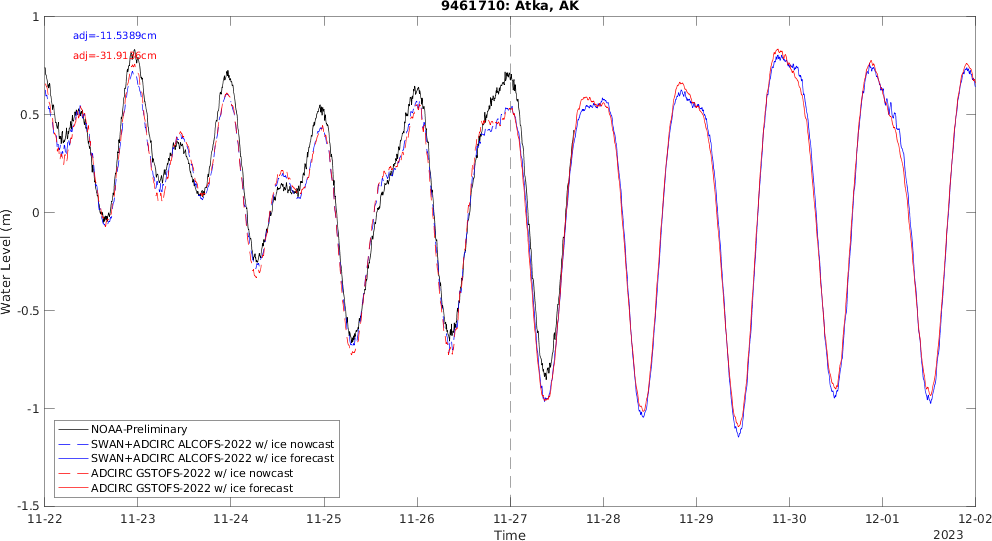 9461710: Atka, AK
adj=-11.5389cm
Water Level (m)
1
0.5
0
-0.5
-1
-1.5
NOAA-Preliminary
SWAN+ADCIRC ALCOFS-2022 w/ ice nowcast
SWAN+ADCIRC ALCOFS-2022 w/ ice forecast
ADCIRC GSTOFS-2022 w/ ice nowcast
ADCIRC GSTOFS-2022 w/ ice forecast
11-22 11-23 11-24 11-25 11-26 11-27 11-28 11-29 11-30 12-01 12-02
Time
2023